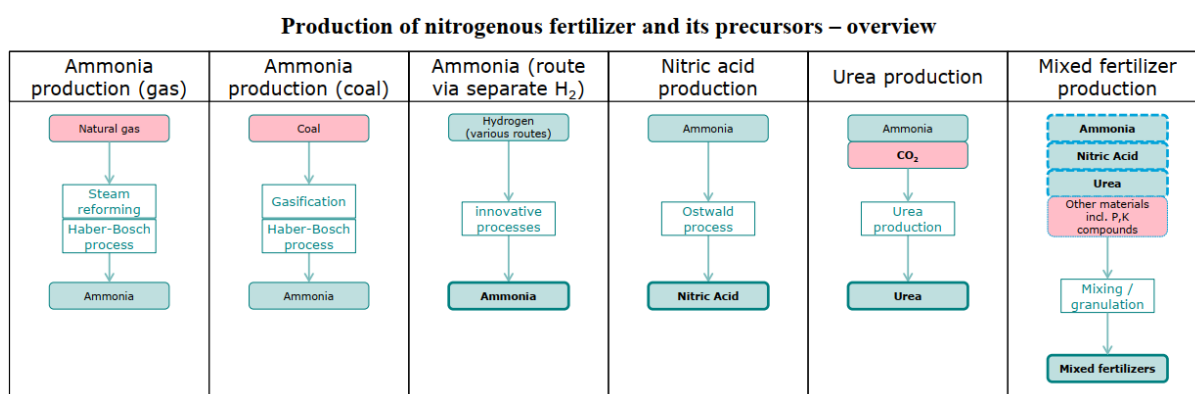 Production of nitrogenous fertilizer and its precursors – overview
Ammonia
production (gas)
Natural gas
Steam
reforming
Haber-Bosch
process
Ammonia
Ammonia
production (coal)
Coal
Gasification
Haber-Bosch
process
Ammonia
Ammonia (route
via separate H₂)
Hydrogen
(various routes)
innovative
processes
Ammonia
Nitric acid
production
Ammonia
Ostwald
process
Nitric Acid
Urea production
Ammonia
CO₂
Urea
production
Urea
Mixed fertilizer
production
Ammonia
Nitric Acid
Urea
Other materials
incl. P,K
compounds
Mixing /
granulation
Mixed fertilizers